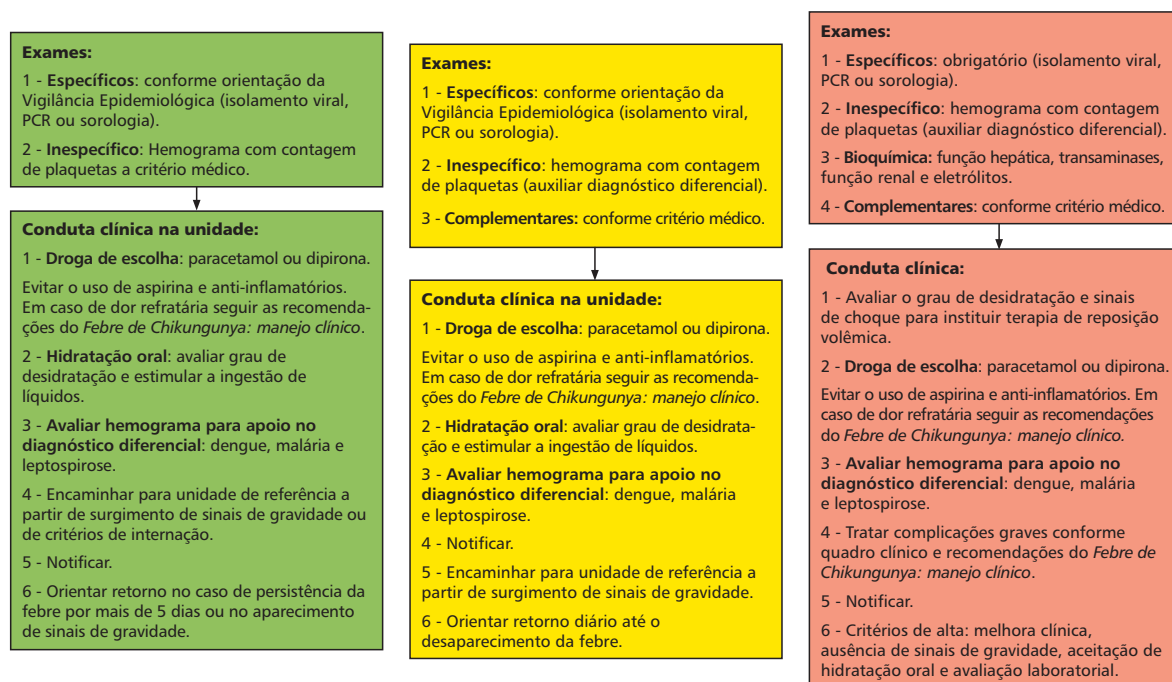 Exames:
1 - Específicos: conforme orientação da
Vigilância Epidemiológica (isolamento viral,
PCR ou sorologia).
2 - Inespecífico: Hemograma com contagem
de plaquetas a critério médico.
Conduta clínica na unidade:
1 - Droga de escolha: paracetamol ou dipirona.
Evitar o uso de aspirina e anti-inflamatórios.
Em caso de dor refratária seguir as recomenda-
ções do Febre de Chikungunya: manejo clínico.
2 - Hidratação oral: avaliar grau de
desidratação e estimular a ingestão de
líquidos.
3 - Avaliar hemograma para apoio no
diagnóstico diferencial: dengue, malária e
leptospirose.
4 - Encaminhar para unidade de referência a
partir de surgimento de sinais de gravidade ou
de critérios de internação.
5 - Notificar.
6 - Orientar retorno no caso de persistência da
febre por mais de 5 dias ou no aparecimento
de sinais de gravidade.
Exames:
1 - Específicos: conforme orientação da
Vigilância Epidemiológica (isolamento viral,
PCR ou sorologia).
2 - Inespecífico: hemograma com contagem
de plaquetas (auxiliar diagnóstico diferencial).
3 - Complementares: conforme critério médico.
Conduta clínica na unidade:
1 - Droga de escolha: paracetamol ou dipirona.
Evitar o uso de aspirina e anti-inflamatórios.
Em caso de dor refratária seguir as recomenda-
ções do Febre de Chikungunya: manejo clínico.
2 - Hidratação oral: avaliar grau de desidrata-
ção e estimular a ingestão de líquidos.
3 - Avaliar hemograma para apoio no
diagnóstico diferencial: dengue, malária
e leptospirose.
4 - Notificar.
5 - Encaminhar para unidade de referência a
partir de surgimento de sinais de gravidade.
6 - Orientar retorno diário até o
desaparecimento da febre.
Exames:
1 - Específicos: obrigatório (isolamento viral,
PCR ou sorologia).
2 - Inespecífico: hemograma com contagem
de plaquetas (auxiliar diagnóstico diferencial).
3 - Bioquímica: função hepática, transaminases,
função renal e eletrólitos.
4 - Complementares: conforme critério médico.
Conduta clínica:
1 - Avaliar o grau de desidratação e sinais
de choque para instituir terapia de reposição
volêmica.
2 - Droga de escolha: paracetamol ou dipirona.
Evitar o uso de aspirina e anti-inflamatórios. Em
caso de dor refratária seguir as recomendações
do Febre de Chikungunya: manejo clínico.
3 - Avaliar hemograma para apoio no
diagnóstico diferencial: dengue, malária
e leptospirose.
4 - Tratar complicações graves conforme
quadro clínico e recomendações do Febre de
Chikungunya: manejo clínico.
5 - Notificar.
6 - Critérios de alta: melhora clínica,
ausência de sinais de gravidade, aceitação de
hidratação oral e avaliação laboratorial.